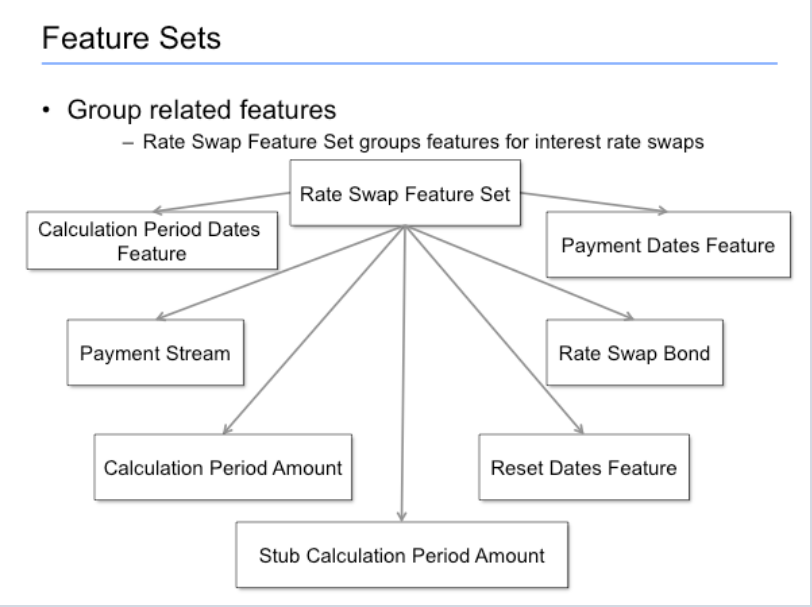 Feature Sets
• Group related features
– Rate Swap Feature Set groups features for interest rate swaps
Rate Swap Feature Set
Calculation Period Dates
Feature
Payment Dates Feature
Payment Stream
Rate Swap Bond
Calculation Period Amount
Reset Dates Feature
Stub Calculation Period Amount